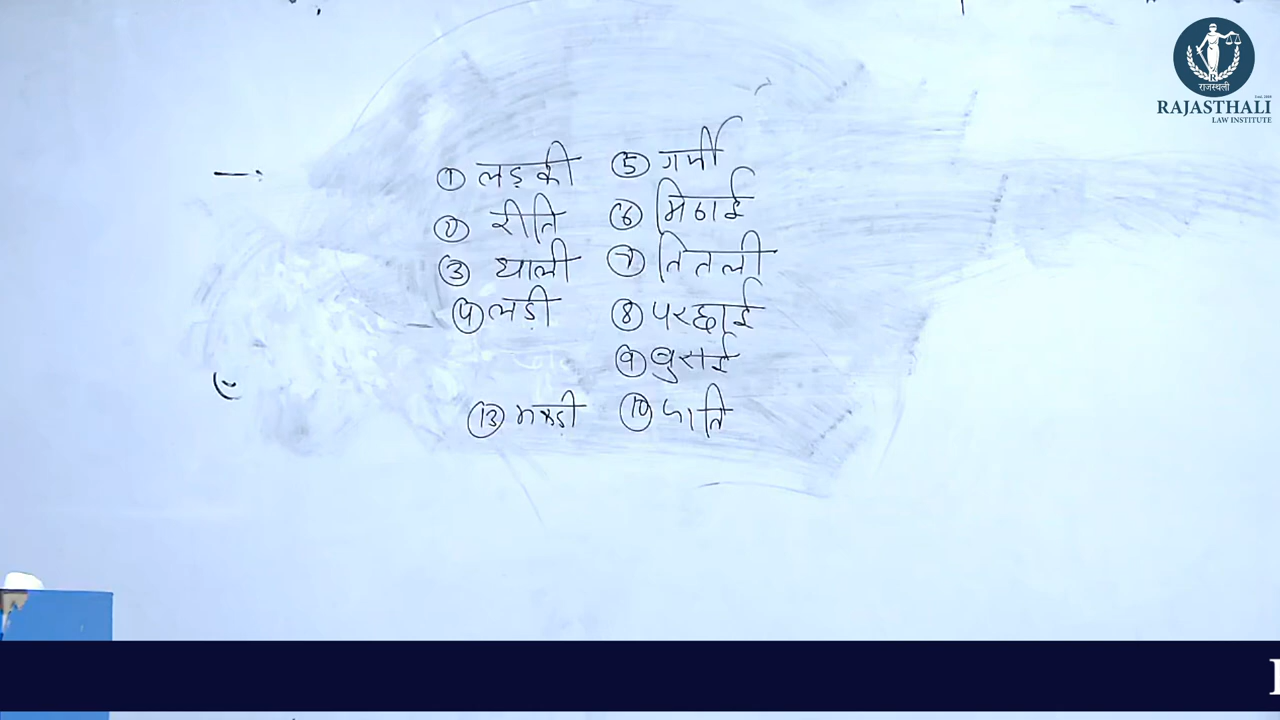 राजस्थली
RAJASTHALI
LAW INSTITUTE
① लड़की
② रीति
③ थाली
④ लड़ी
⑬ मकड़ी
⑤ गर्मी
⑥ मिठाई
⑦ तितली
⑧ परछाई
⑨ बुराई
⑩ जाति